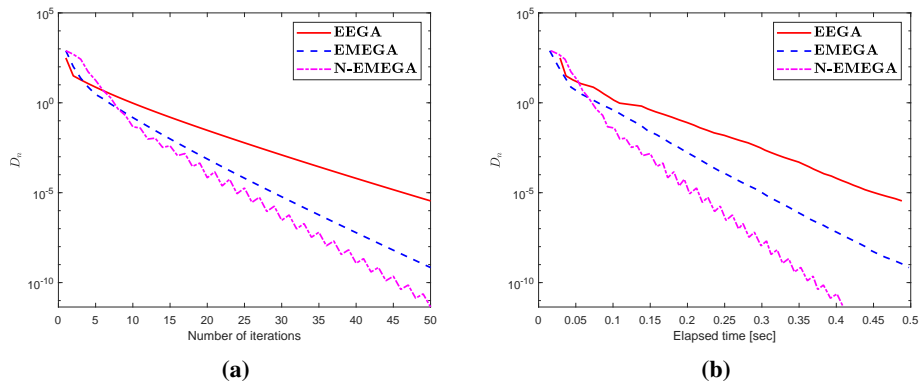 10^5
10^0
10^-5
10^-10
D_n
0 5 10 15 20 25 30 35 40 45 50
Number of iterations
EEGA
EMEGA
N-EMEGA
(a)
10^5
10^0
10^-5
10^-10
D_n
0 0.05 0.1 0.15 0.2 0.25 0.3 0.35 0.4 0.45 0.5
Elapsed time [sec]
EEGA
EMEGA
N-EMEGA
(b)